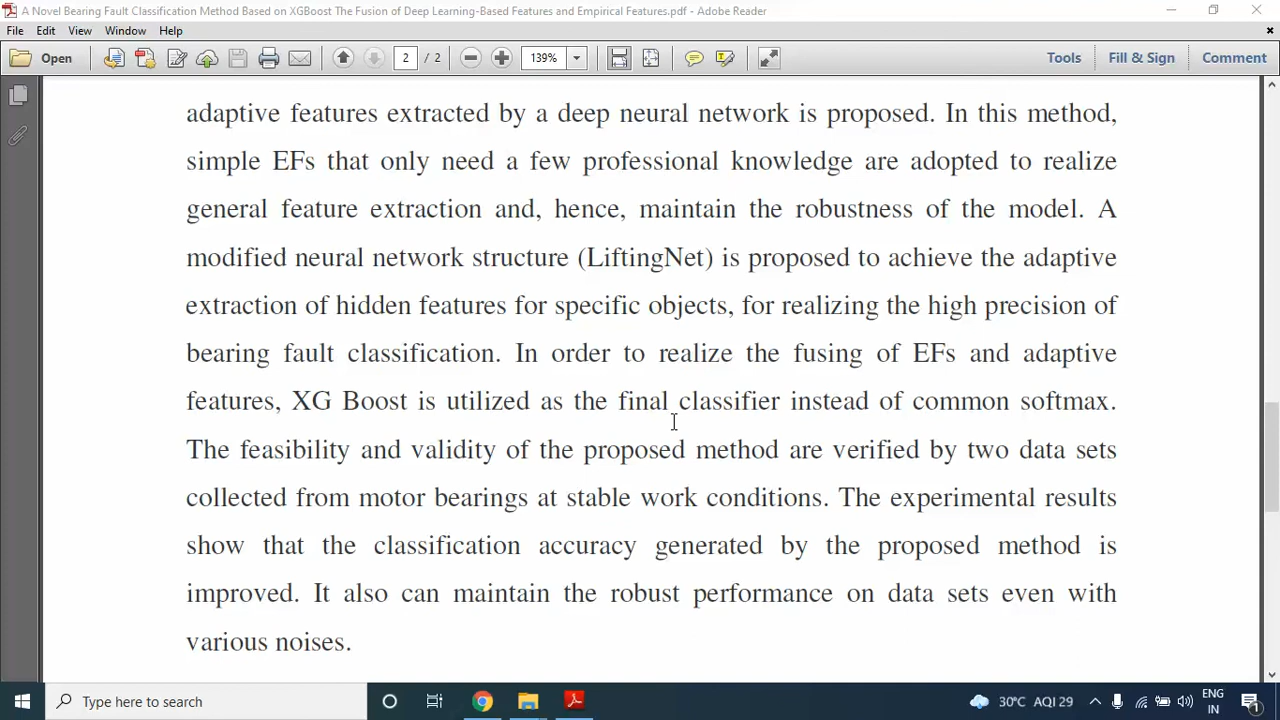 A Novel Bearing Fault Classification Method Based on XGBoost The Fusion of Deep Learning-Based Features and Empirical Features.pdf - Adobe Reader
File Edit View Window Help
Open 2 / 2 139% Tools Fill & Sign Comment
adaptive features extracted by a deep neural network is proposed. In this method,
simple EFs that only need a few professional knowledge are adopted to realize
general feature extraction and, hence, maintain the robustness of the model. A
modified neural network structure (LiftingNet) is proposed to achieve the adaptive
extraction of hidden features for specific objects, for realizing the high precision of
bearing fault classification. In order to realize the fusing of EFs and adaptive
features, XG Boost is utilized as the final classifier instead of common softmax.
The feasibility and validity of the proposed method are verified by two data sets
collected from motor bearings at stable work conditions. The experimental results
show that the classification accuracy generated by the proposed method is
improved. It also can maintain the robust performance on data sets even with
various noises.
Type here to search 30°C AQI 29 ENG
IN 1